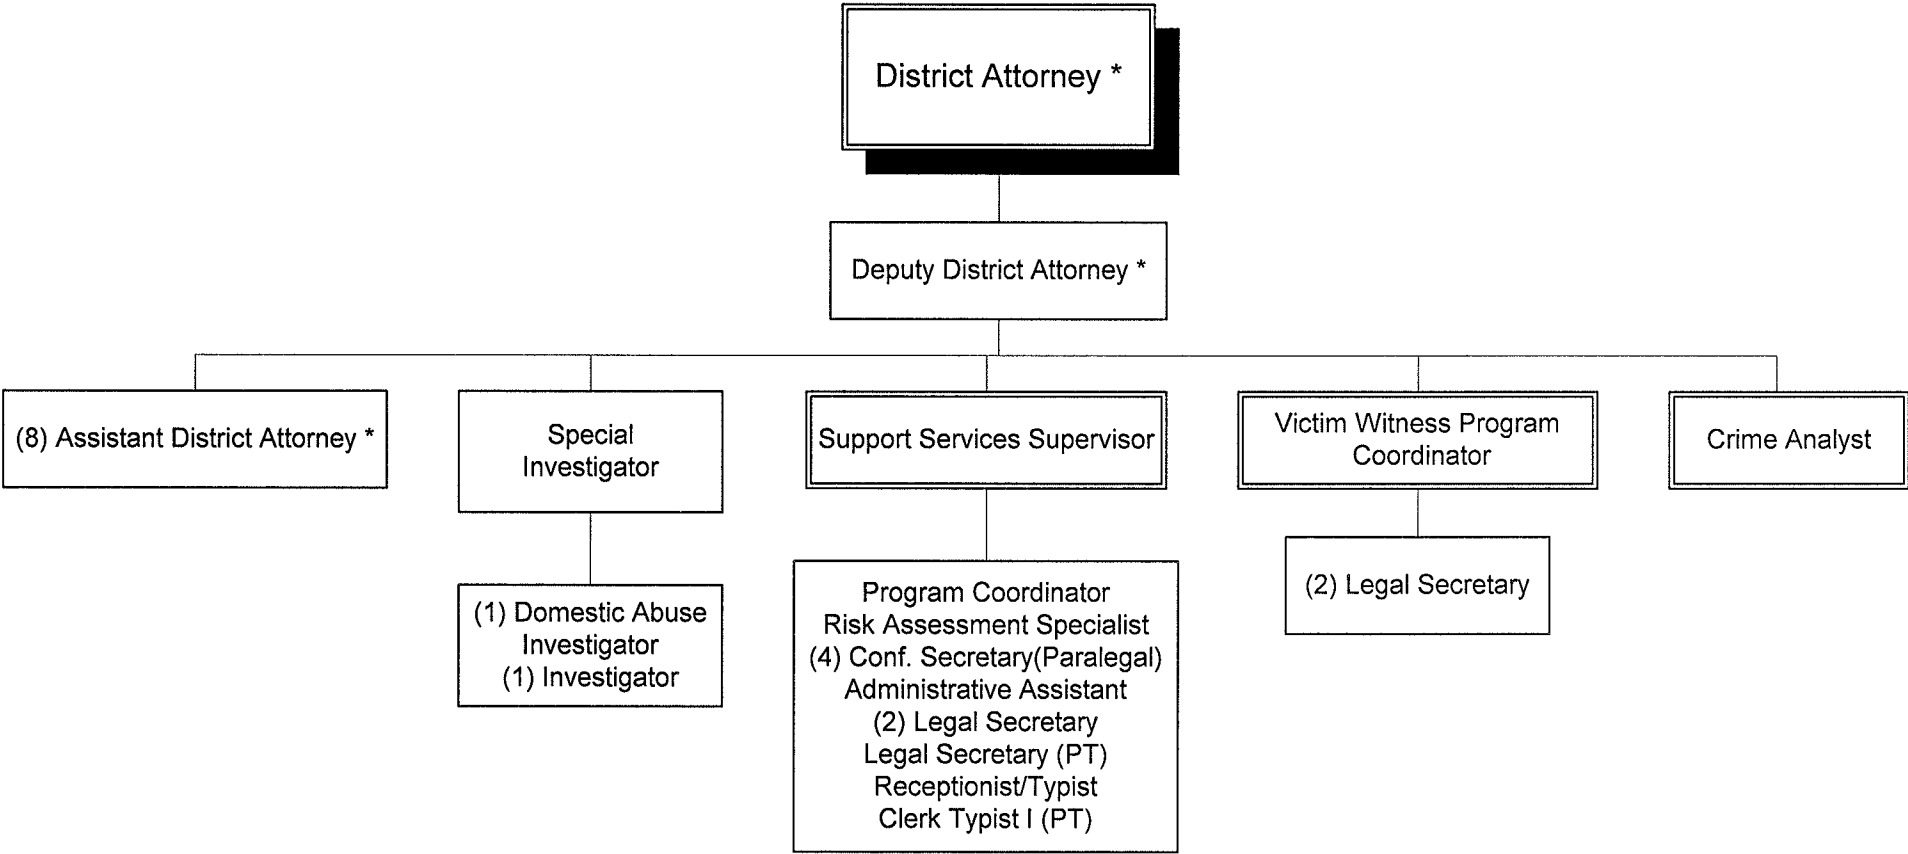 District Attorney *
Deputy District Attorney *
(8) Assistant District Attorney *
Special
Investigator
Support Services Supervisor
Victim Witness Program
Coordinator
Crime Analyst
(1) Domestic Abuse
Investigator
(1) Investigator
Program Coordinator
Risk Assessment Specialist
(4) Conf. Secretary(Paralegal)
Administrative Assistant
(2) Legal Secretary
Legal Secretary (PT)
Receptionist/Typist
Clerk Typist I (PT)
(2) Legal Secretary